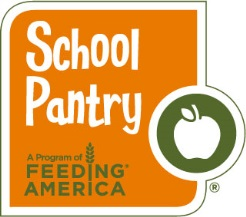 School
Pantry
A Program of
FEEDING®
AMERICA
®